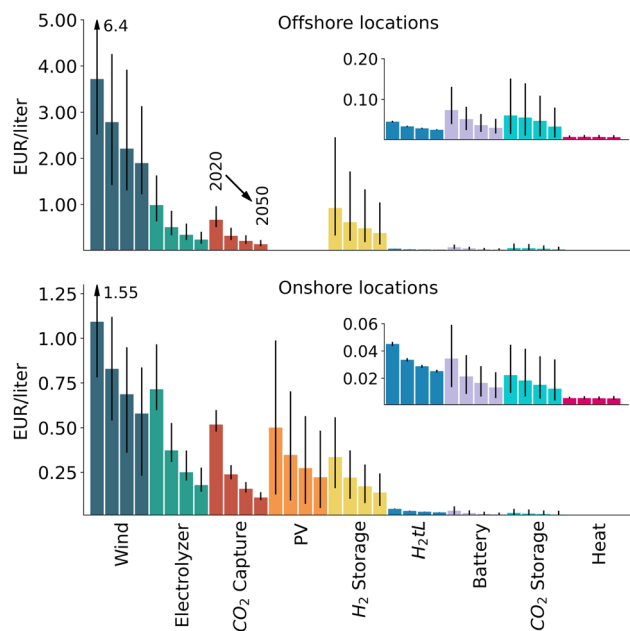 Offshore locations
5.00
4.00
3.00
2.00
1.00
EUR/liter
6.4
2020
2050
0.20
0.10
Onshore locations
1.25
1.00
0.75
0.50
0.25
EUR/liter
1.55
0.06
0.04
0.02
Wind
Electrolyzer
CO₂ Capture
PV
H₂ Storage
H₂tL
Battery
CO₂ Storage
Heat